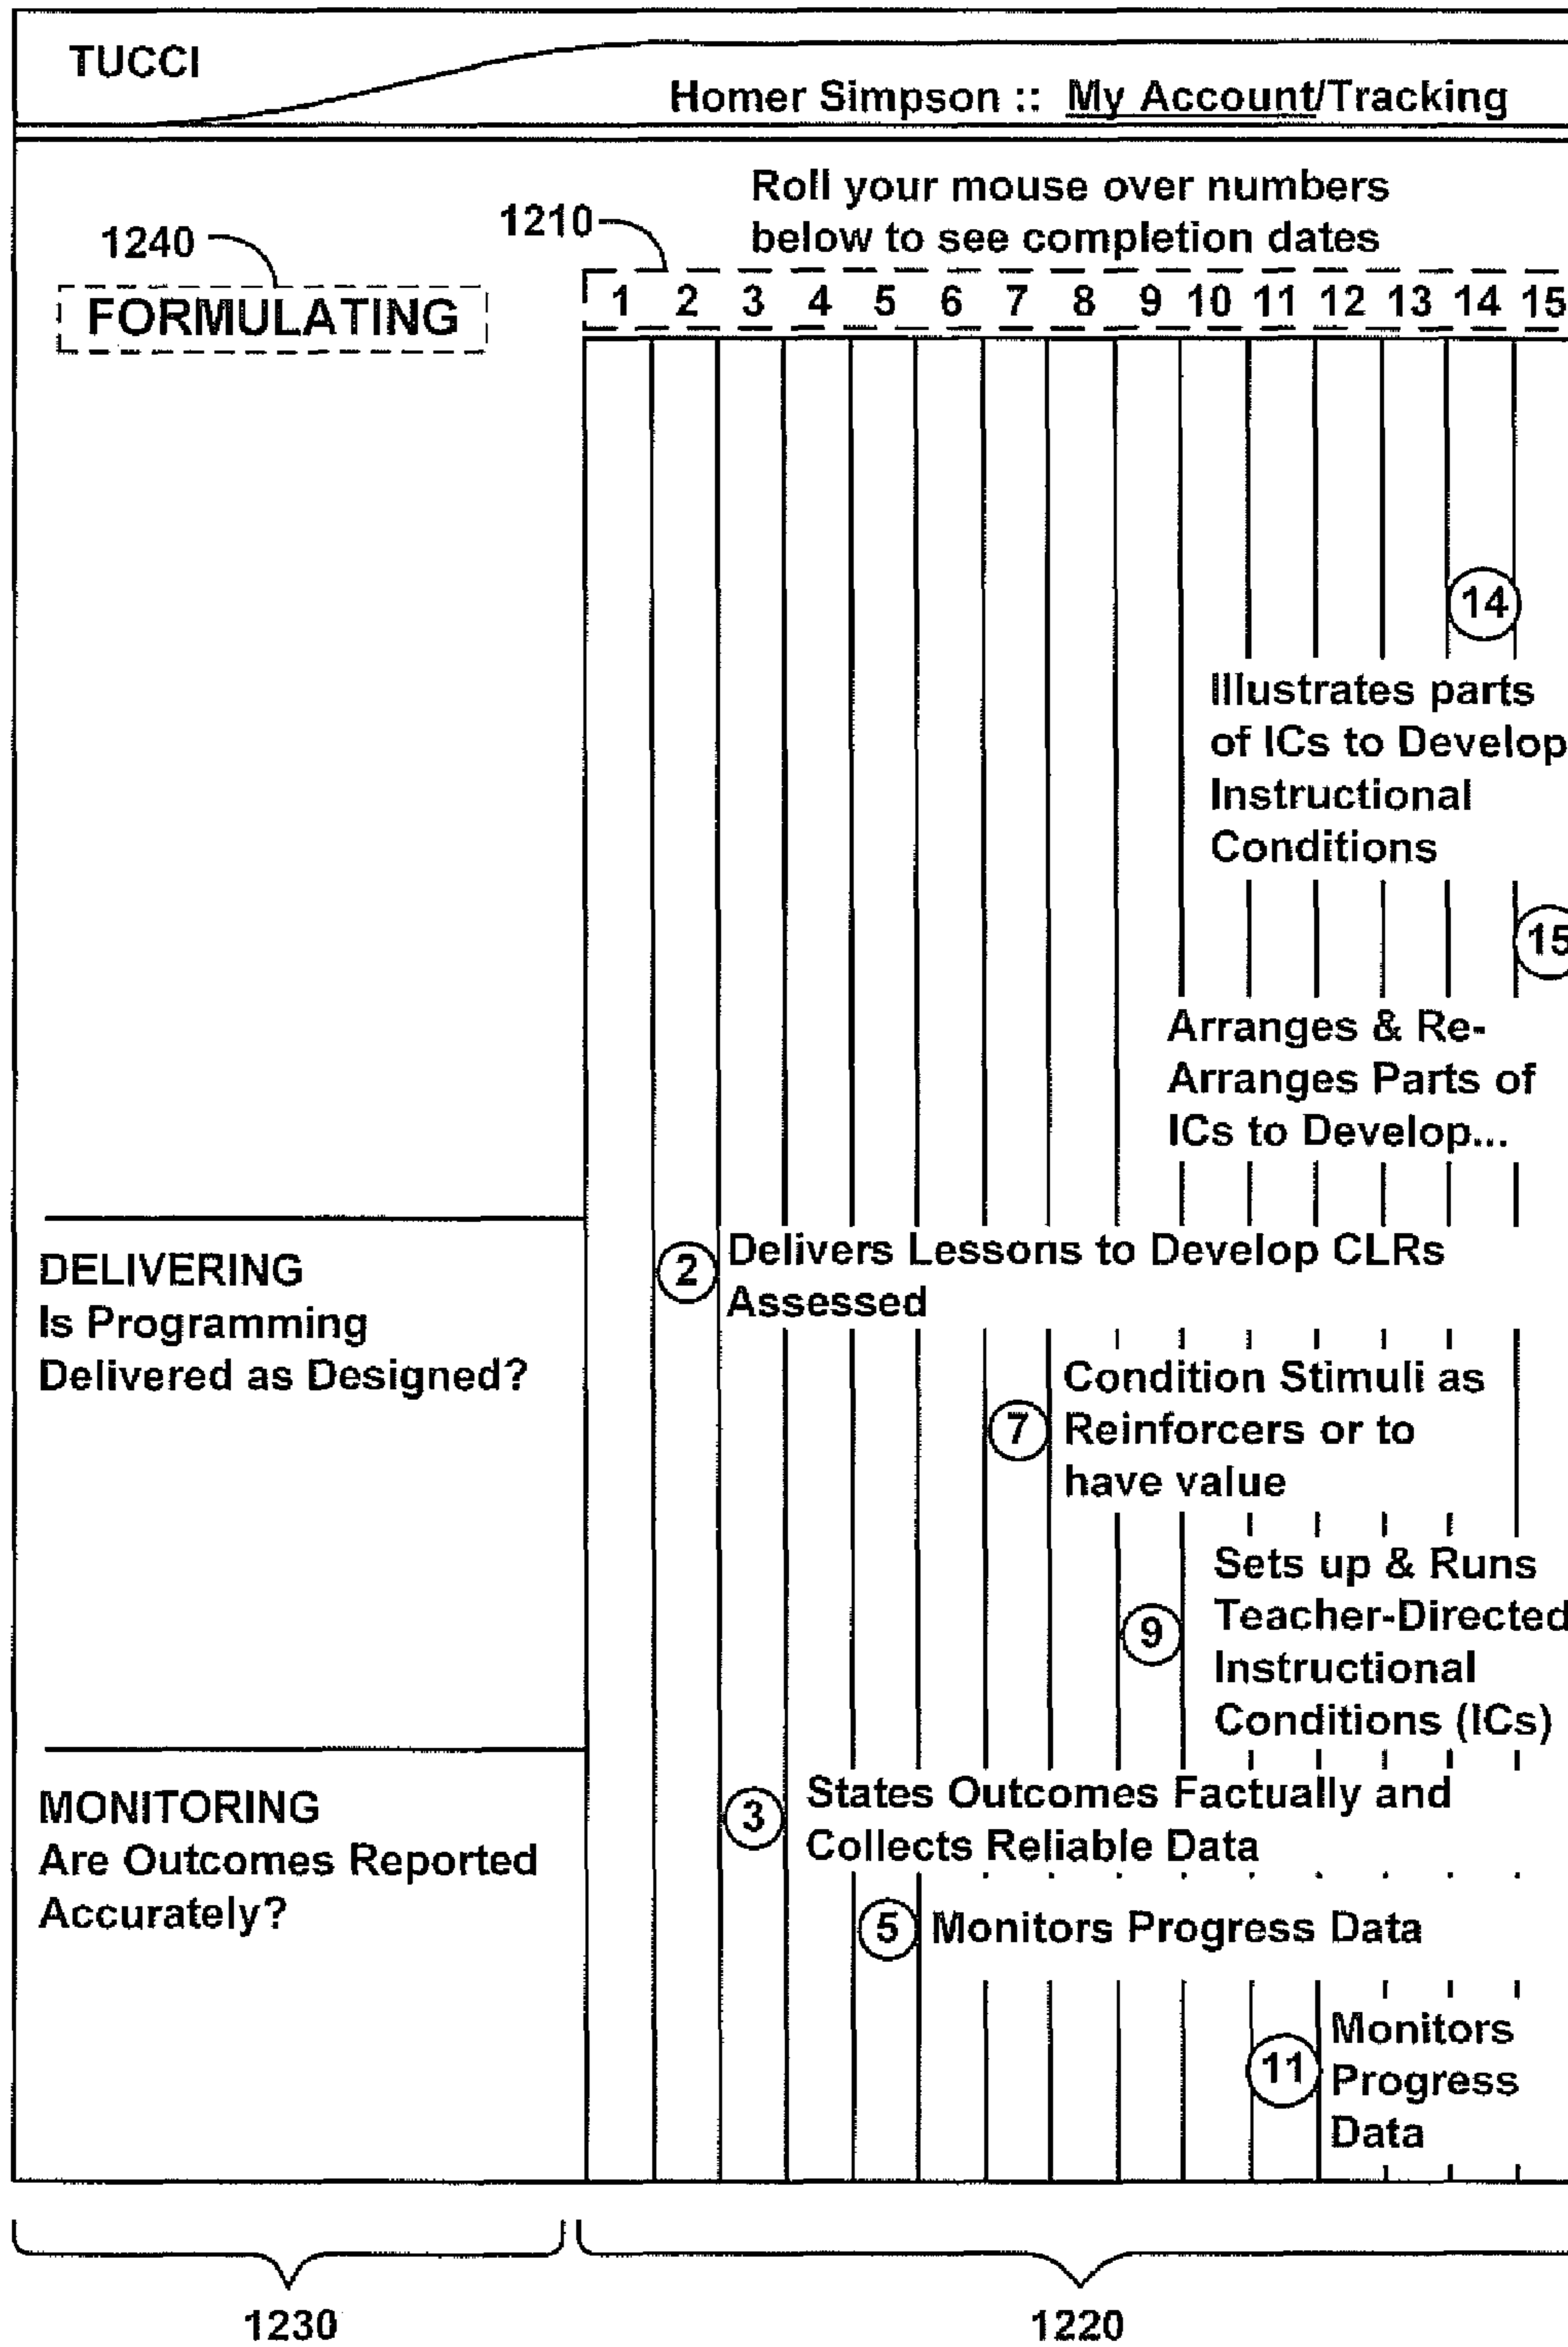 TUCCI
Homer Simpson :: My Account/Tracking
Roll your mouse over numbers
below to see completion dates
1240
1210
FORMULATING
1 2 3 4 5 6 7 8 9 10 11 12 13 14 15
14
Illustrates parts
of ICs to Develop
Instructional
Conditions
15
Arranges & Re-
Arranges Parts of
ICs to Develop...
DELIVERING
Is Programming
Delivered as Designed?
2
Delivers Lessons to Develop CLRs
Assessed
7
Condition Stimuli as
Reinforcers or to
have value
9
Sets up & Runs
Teacher-Directed
Instructional
Conditions (ICs)
MONITORING
Are Outcomes Reported
Accurately?
3
States Outcomes Factually and
Collects Reliable Data
5
Monitors Progress Data
11
Monitors
Progress
Data
1230
1220